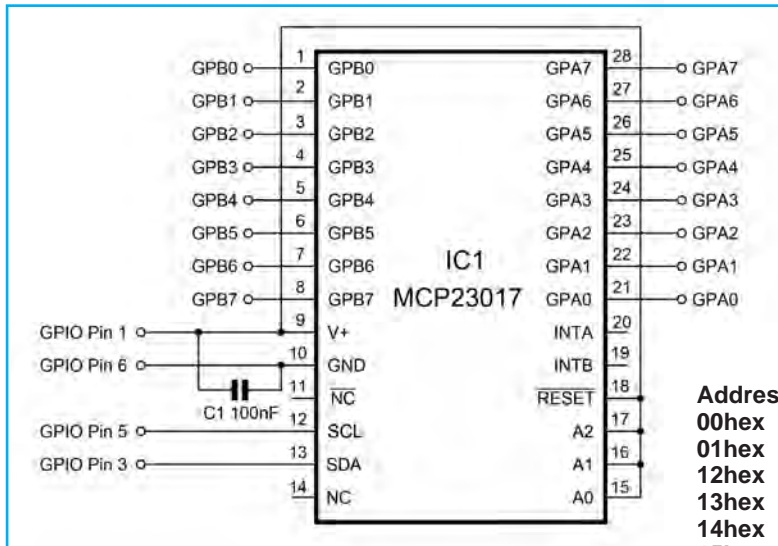 1 28
GPB0 GPB0 GPA7 GPA7
2 27
GPB1 GPB1 GPA6 GPA6
3 26
GPB2 GPB2 GPA5 GPA5
4 25
GPB3 GPB3 GPA4 GPA4
5 24
GPB4 GPB4 GPA3 GPA3
6 23
GPB5 GPB5 GPA2 GPA2
7 22
GPB6 GPB6 IC1 GPA1 GPA1
8 21
GPB7 GPB7 MCP23017 GPA0 GPA0
9 20
GPIO Pin 1 V+ INTA
10 19
GPIO Pin 6 GND INTB
11 18
NC RESET
C1 100nF
12 17
GPIO Pin 5 SCL A2
13 16
GPIO Pin 3 SDA A1
14 15
NC A0
00hex
01hex
12hex
13hex
14hex